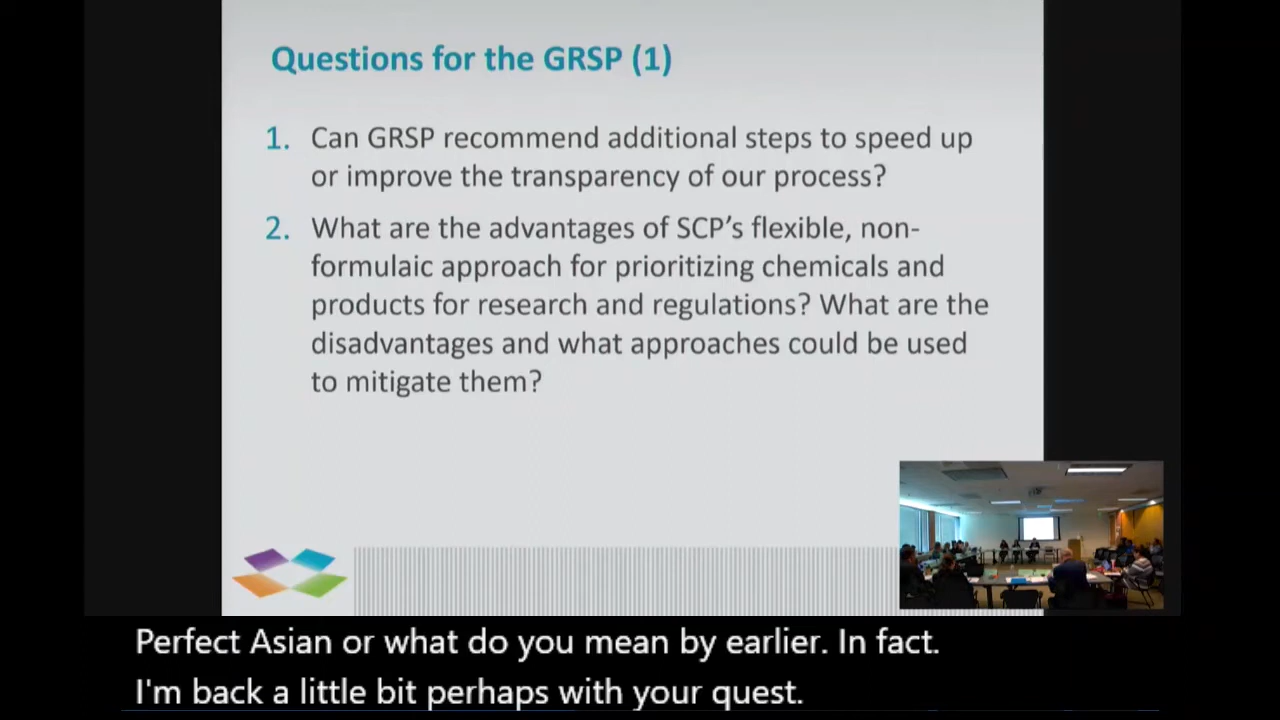 Questions for the GRSP (1)
1. Can GRSP recommend additional steps to speed up
or improve the transparency of our process?
2. What are the advantages of SCP's flexible, non-
formulaic approach for prioritizing chemicals and
products for research and regulations? What are the
disadvantages and what approaches could be used
to mitigate them?
Perfect Asian or what do you mean by earlier. In fact.
I'm back a little bit perhaps with your quest.